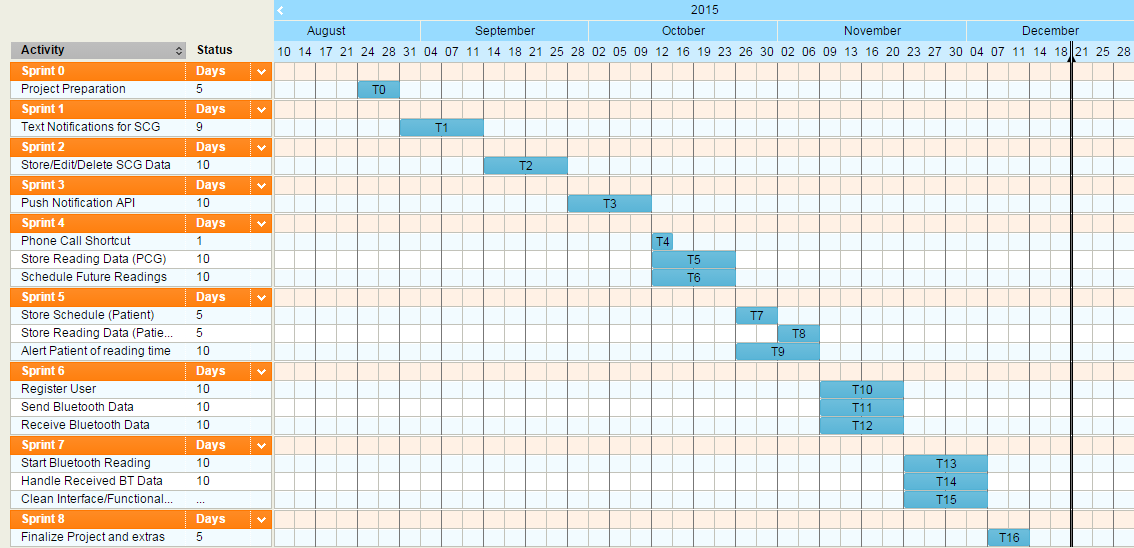 2015
August September October November December
Activity Status 10 14 17 21 24 28 31 04 07 11 14 18 21 25 28 02 05 09 12 16 19 23 26 30 02 06 09 13 16 20 23 27 30 04 07 11 14 18 21 25 28
Sprint 0 Days
Project Preparation 5 T0
Sprint 1 Days
Text Notifications for SCG 9 T1
Sprint 2 Days
Store/Edit/Delete SCG Data 10 T2
Sprint 3 Days
Push Notification API 10 T3
Sprint 4 Days
Phone Call Shortcut 1 T4
Store Reading Data (PCG) 10 T5
Schedule Future Readings 10 T6
Sprint 5 Days
Store Schedule (Patient) 5 T7
Store Reading Data (Patie... 5 T8
Alert Patient of reading time 10 T9
Sprint 6 Days
Register User 10 T10
Send Bluetooth Data 10 T11
Receive Bluetooth Data 10 T12
Sprint 7 Days
Start Bluetooth Reading 10 T13
Handle Received BT Data 10 T14
Clean Interface/Functional... ... T15
Sprint 8 Days
Finalize Project and extras 5 T16